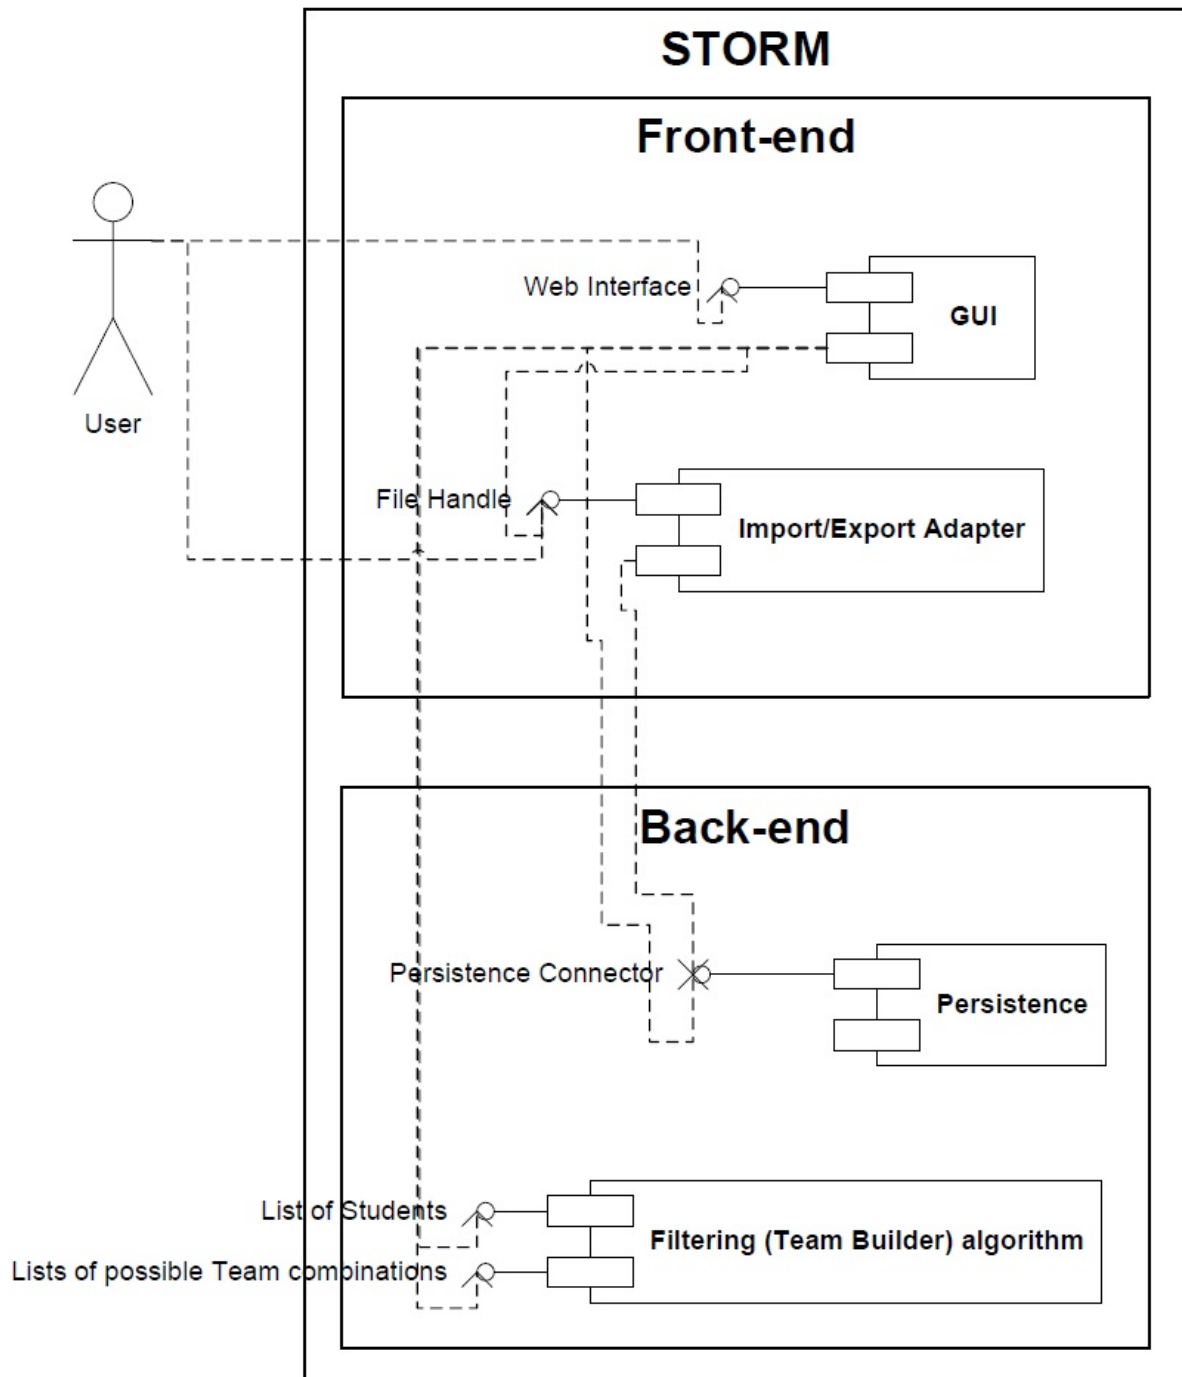 STORM
Front-end
Web Interface
GUI
User
File Handle
Import/Export Adapter
Back-end
Persistence Connector
Persistence
List of Students
Filtering (Team Builder) algorithm
Lists of possible Team combinations